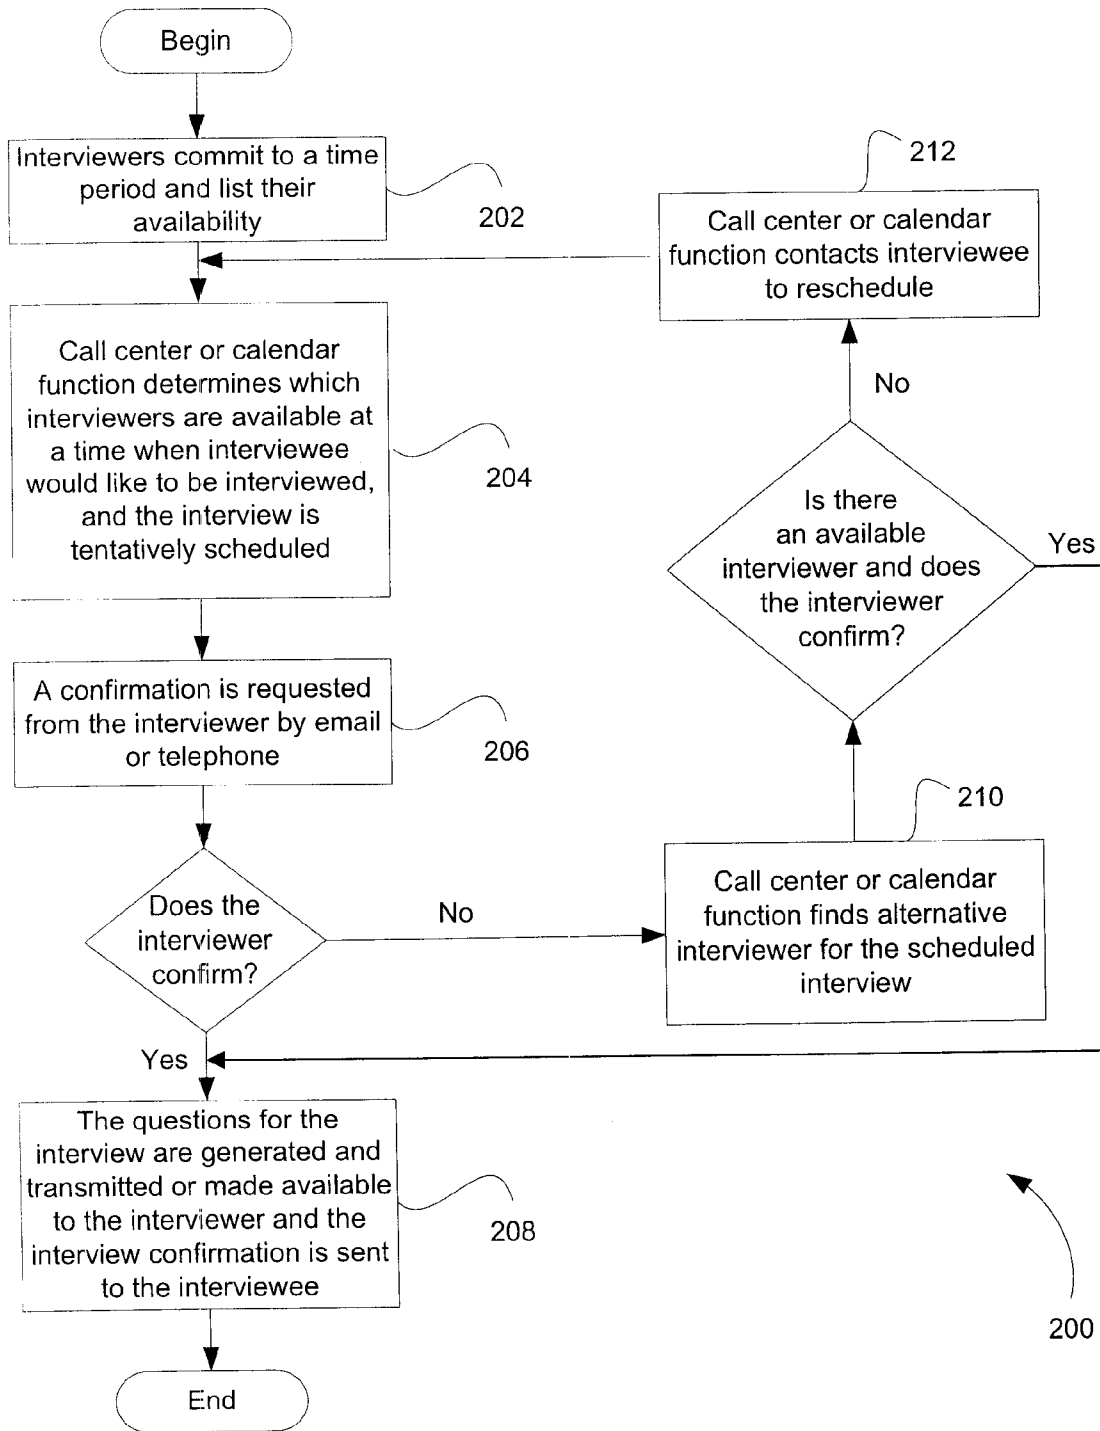 Begin
Interviewers commit to a time
period and list their
availability
202
Call center or calendar
function determines which
interviewers are available at
a time when interviewee
would like to be interviewed,
and the interview is
tentatively scheduled
204
A confirmation is requested
from the interviewer by email
or telephone
206
Does the
interviewer
confirm?
No
Yes
The questions for the
interview are generated and
transmitted or made available
to the interviewer and the
interview confirmation is sent
to the interviewee
208
End
212
Call center or calendar
function contacts interviewee
to reschedule
No
Is there
an available
interviewer and does
the interviewer
confirm?
Yes
210
Call center or calendar
function finds alternative
interviewer for the scheduled
interview
200